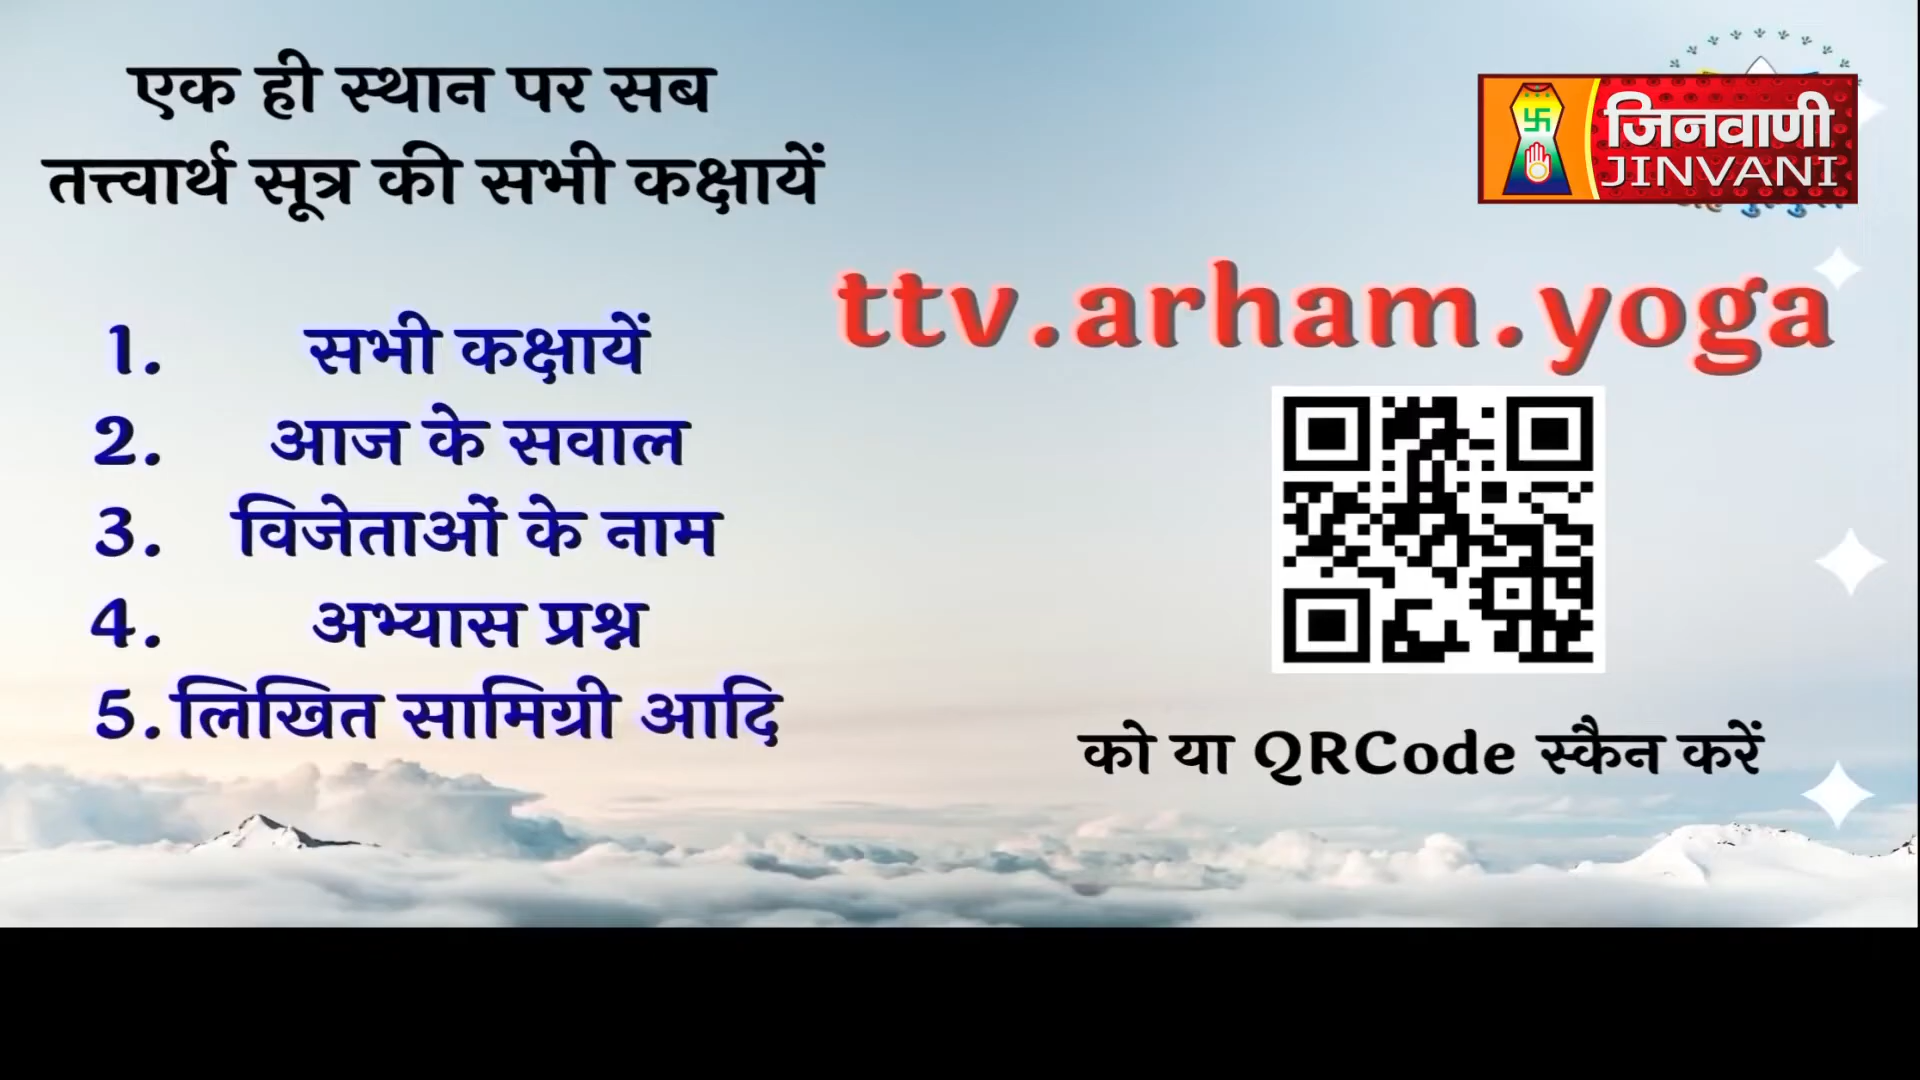 एक ही स्थान पर सब
तत्त्वार्थ सूत्र की सभी कक्षायें
जिनवाणी
JINVANI
ttv.arham.yoga
1. सभी कक्षायें
2. आज के सवाल
3. विजेताओं के नाम
4. अभ्यास प्रश्न
5. लिखित सामिग्री आदि
को या QRCode स्कैन करें